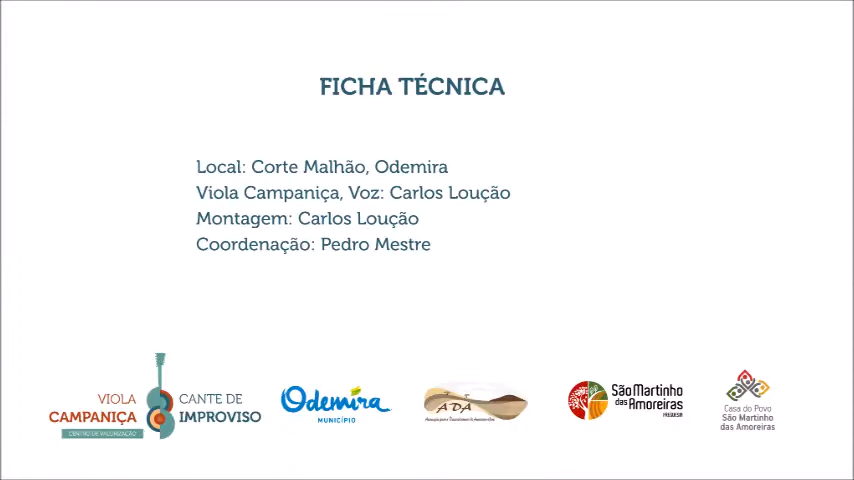 FICHA TÉCNICA
Local: Corte Malhão, Odemira
Viola Campaniça, Voz: Carlos Loução
Montagem: Carlos Loução
Coordenação: Pedro Mestre
VIOLA
CAMPANIÇA
CENTRO DE VALORIZAÇÃO
CANTE DE
IMPROVISO
Odemira
MUNICÍPIO
ADA
São Martinho
das Amoreiras
FREGUESIA
Casa do Povo
São Martinho
das Amoreiras